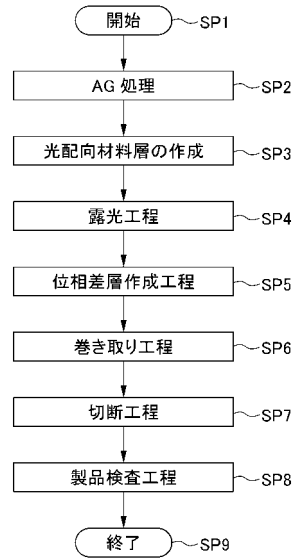 開始 SP1
AG 処理 SP2
光配向材料層の作成 SP3
露光工程 SP4
位相差層作成工程 SP5
巻き取り工程 SP6
切断工程 SP7
製品検査工程 SP8
終了 SP9